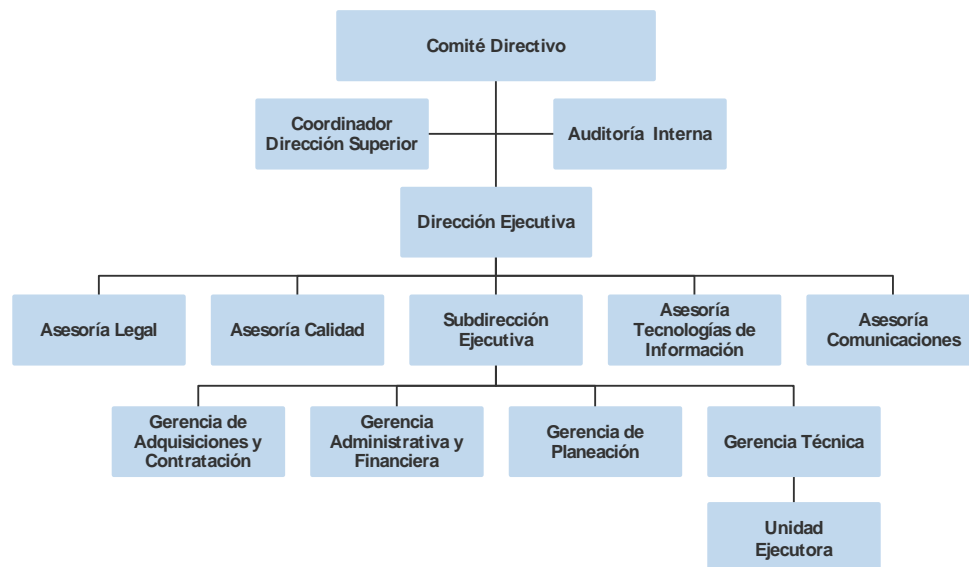 Comité Directivo
Coordinador
Dirección Superior
Auditoría Interna
Dirección Ejecutiva
Asesoría Legal
Asesoría Calidad
Subdirección
Ejecutiva
Asesoría
Tecnologías de
Información
Asesoría
Comunicaciones
Gerencia de
Adquisiciones y
Contratación
Gerencia
Administrativa y
Financiera
Gerencia de
Planeación
Gerencia Técnica
Unidad
Ejecutora